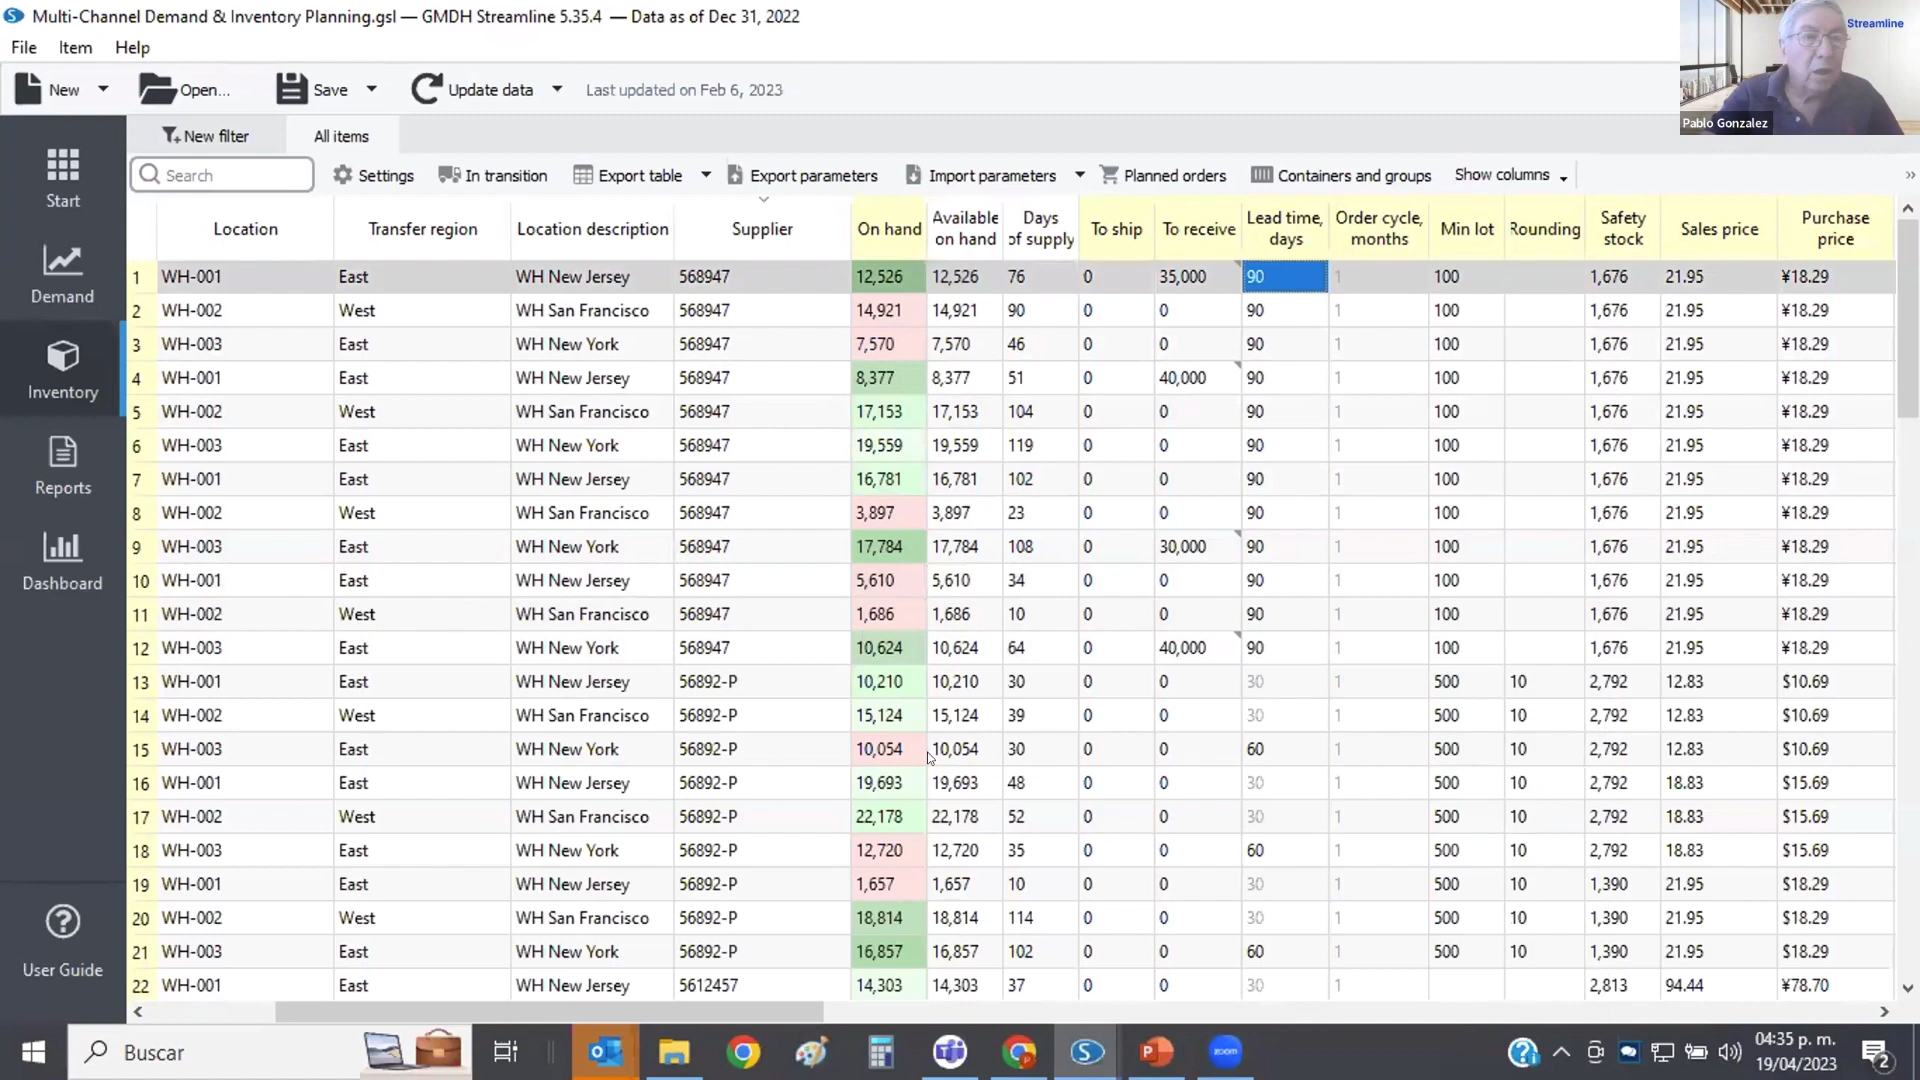 Multi-Channel Demand & Inventory Planning.gsl — GMDH Streamline 5.35.4 — Data as of Dec 31, 2022
File Item Help
New Open... Save Update data Last updated on Feb 6, 2023
Streamline
Pablo Gonzalez
New filter All items
Search Settings In transition Export table Export parameters Import parameters Planned orders Containers and groups Show columns »
Location Transfer region Location description Supplier On hand Available on hand Days of supply To ship To receive Lead time, days Order cycle, months Min lot Rounding Safety stock Sales price Purchase price
1 WH-001 East WH New Jersey 568947 12,526 12,526 76 0 35,000 90 1 100 1,676 21.95 ¥18.29
2 WH-002 West WH San Francisco 568947 14,921 14,921 90 0 0 90 1 100 1,676 21.95 ¥18.29
3 WH-003 East WH New York 568947 7,570 7,570 46 0 0 90 1 100 1,676 21.95 ¥18.29
4 WH-001 East WH New Jersey 568947 8,377 8,377 51 0 40,000 90 1 100 1,676 21.95 ¥18.29
5 WH-002 West WH San Francisco 568947 17,153 17,153 104 0 0 90 1 100 1,676 21.95 ¥18.29
6 WH-003 East WH New York 568947 19,559 19,559 119 0 0 90 1 100 1,676 21.95 ¥18.29
7 WH-001 East WH New Jersey 568947 16,781 16,781 102 0 0 90 1 100 1,676 21.95 ¥18.29
8 WH-002 West WH San Francisco 568947 3,897 3,897 23 0 0 90 1 100 1,676 21.95 ¥18.29
9 WH-003 East WH New York 568947 17,784 17,784 108 0 30,000 90 1 100 1,676 21.95 ¥18.29
10 WH-001 East WH New Jersey 568947 5,610 5,610 34 0 0 90 1 100 1,676 21.95 ¥18.29
11 WH-002 West WH San Francisco 568947 1,686 1,686 10 0 0 90 1 100 1,676 21.95 ¥18.29
12 WH-003 East WH New York 568947 10,624 10,624 64 0 40,000 90 1 100 1,676 21.95 ¥18.29
13 WH-001 East WH New Jersey 56892-P 10,210 10,210 30 0 0 30 1 500 10 2,792 12.83 $10.69
14 WH-002 West WH San Francisco 56892-P 15,124 15,124 39 0 0 30 1 500 10 2,792 12.83 $10.69
15 WH-003 East WH New York 56892-P 10,054 10,054 30 0 0 60 1 500 10 2,792 12.83 $10.69
16 WH-001 East WH New Jersey 56892-P 19,693 19,693 48 0 0 30 1 500 10 2,792 18.83 $15.69
17 WH-002 West WH San Francisco 56892-P 22,178 22,178 52 0 0 30 1 500 10 2,792 18.83 $15.69
18 WH-003 East WH New York 56892-P 12,720 12,720 35 0 0 60 1 500 10 2,792 18.83 $15.69
19 WH-001 East WH New Jersey 56892-P 1,657 1,657 10 0 0 30 1 500 10 1,390 21.95 $18.29
20 WH-002 West WH San Francisco 56892-P 18,814 18,814 114 0 0 30 1 500 10 1,390 21.95 $18.29
21 WH-003 East WH New York 56892-P 16,857 16,857 102 0 0 60 1 500 10 1,390 21.95 $18.29
22 WH-001 East WH New Jersey 5612457 14,303 14,303 37 0 0 30 1 2,813 94.44 ¥78.70
Start
Demand
Inventory
Reports
Dashboard
User Guide
Buscar
zoom
04:35 p. m.
19/04/2023
2